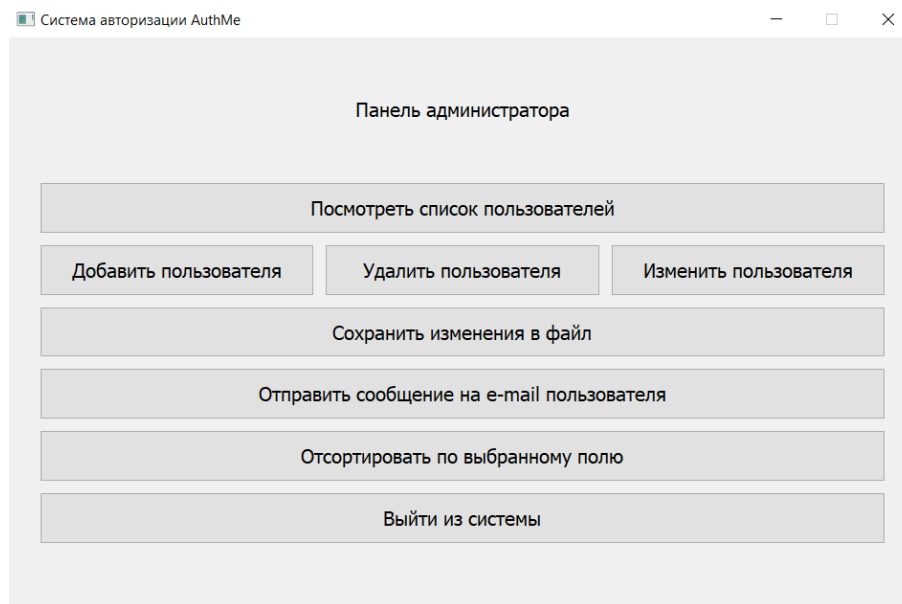 Система авторизации AuthMe
Панель администратора
Посмотреть список пользователей
Добавить пользователя
Удалить пользователя
Изменить пользователя
Сохранить изменения в файл
Отправить сообщение на e-mail пользователя
Отсортировать по выбранному полю
Выйти из системы